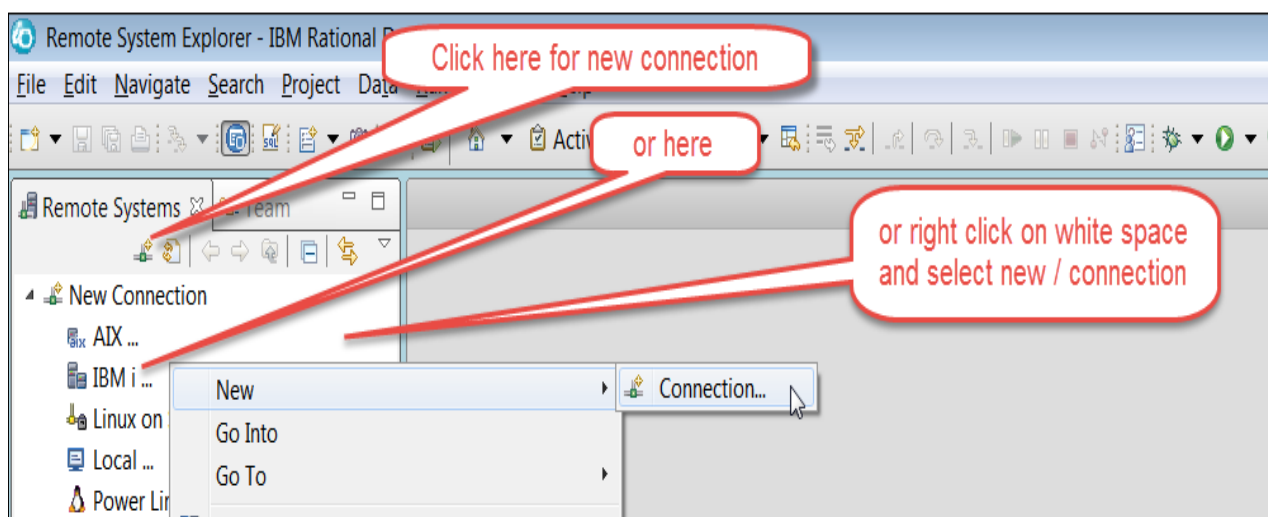 Remote System Explorer - IBM Rational
Click here for new connection
File Edit Navigate Search Project Data
or here
Remote Systems Team
or right click on white space
and select new / connection
New Connection
AIX ...
IBM i ...
New
Connection...
Linux on
Go Into
Local ...
Go To
Power